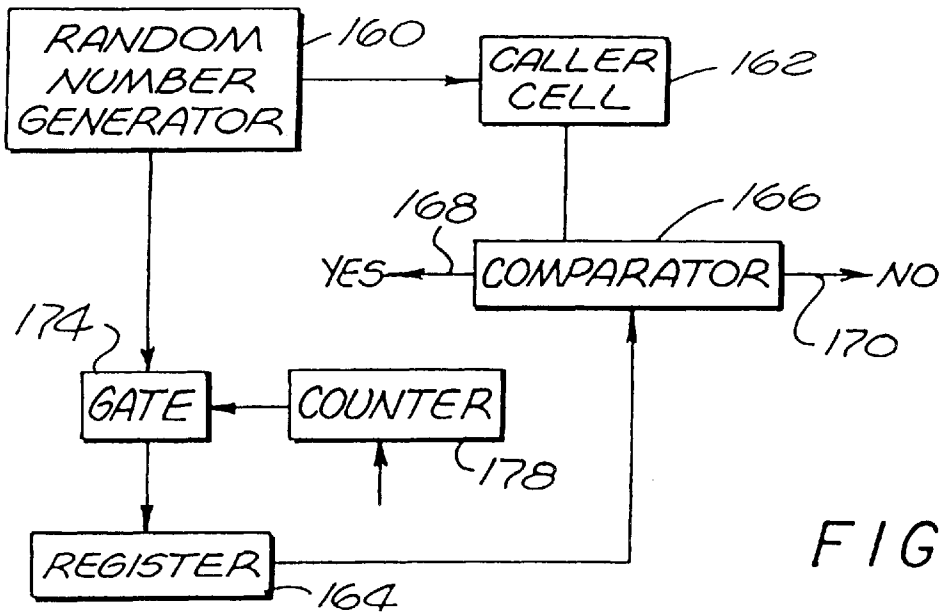 RANDOM
NUMBER
GENERATOR
160
CALLER
CELL
162
168
166
YES
COMPARATOR
NO
170
174
GATE
COUNTER
178
REGISTER
164
FIG